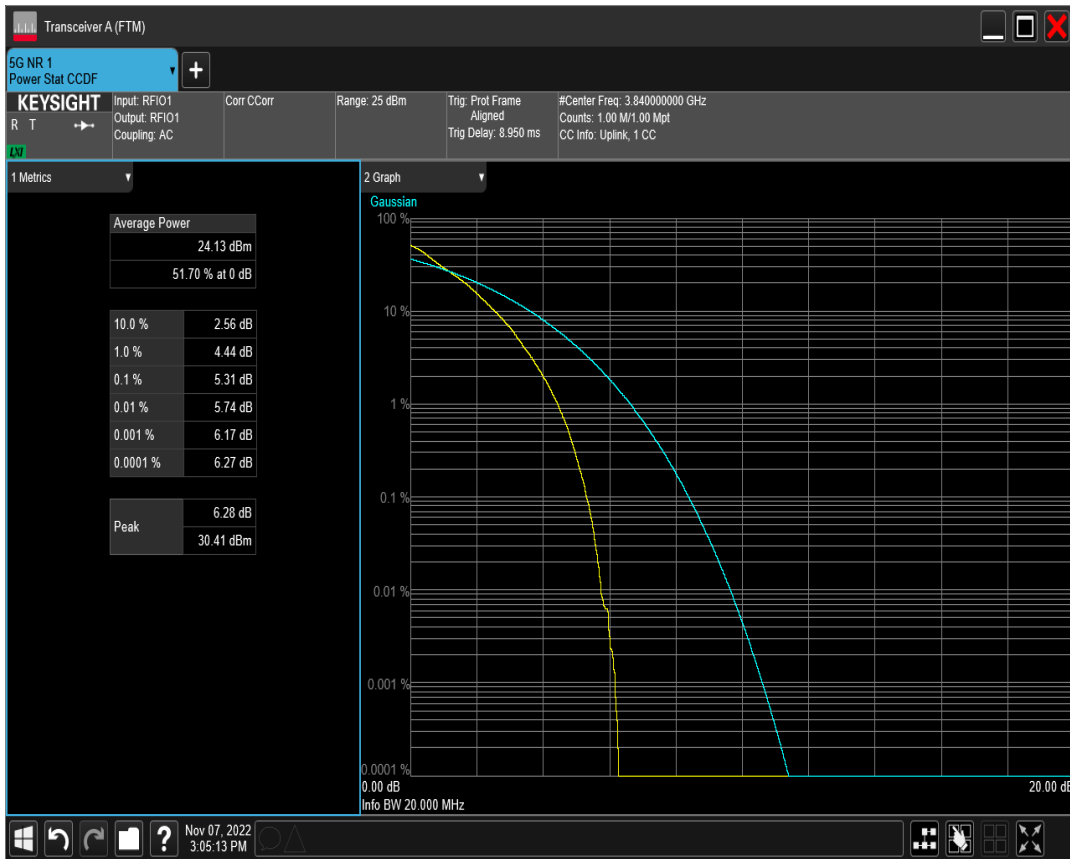 Transceiver A (FTM)
5G NR 1
Power Stat CCDF
+
KEYSIGHT
R T
LXI
Input: RFIO1
Output: RFIO1
Coupling: AC
Corr CCorr
Range: 25 dBm
Trig: Prot Frame
Aligned
Trig Delay: 8.950 ms
#Center Freq: 3.840000000 GHz
Counts: 1.00 M/1.00 Mpt
CC Info: Uplink, 1 CC
1 Metrics
Average Power
24.13 dBm
51.70 % at 0 dB
10.0 % 2.56 dB
1.0 % 4.44 dB
0.1 % 5.31 dB
0.01 % 5.74 dB
0.001 % 6.17 dB
0.0001 % 6.27 dB
Peak
6.28 dB
30.41 dBm
2 Graph
Gaussian
100 %
10 %
1 %
0.1 %
0.01 %
0.001 %
0.0001 %
0.00 dB
20.00 dB
Info BW 20.000 MHz
?
Nov 07, 2022
3:05:13 PM